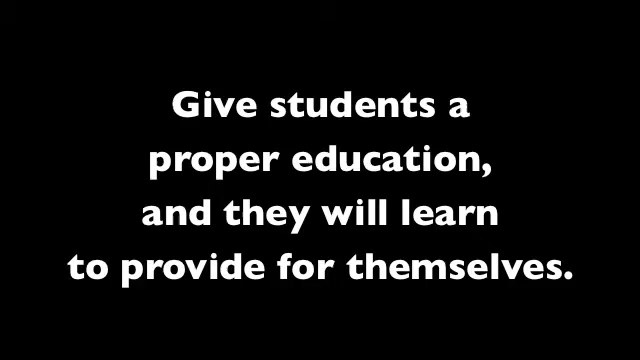 Give students a
proper education,
and they will learn
to provide for themselves.